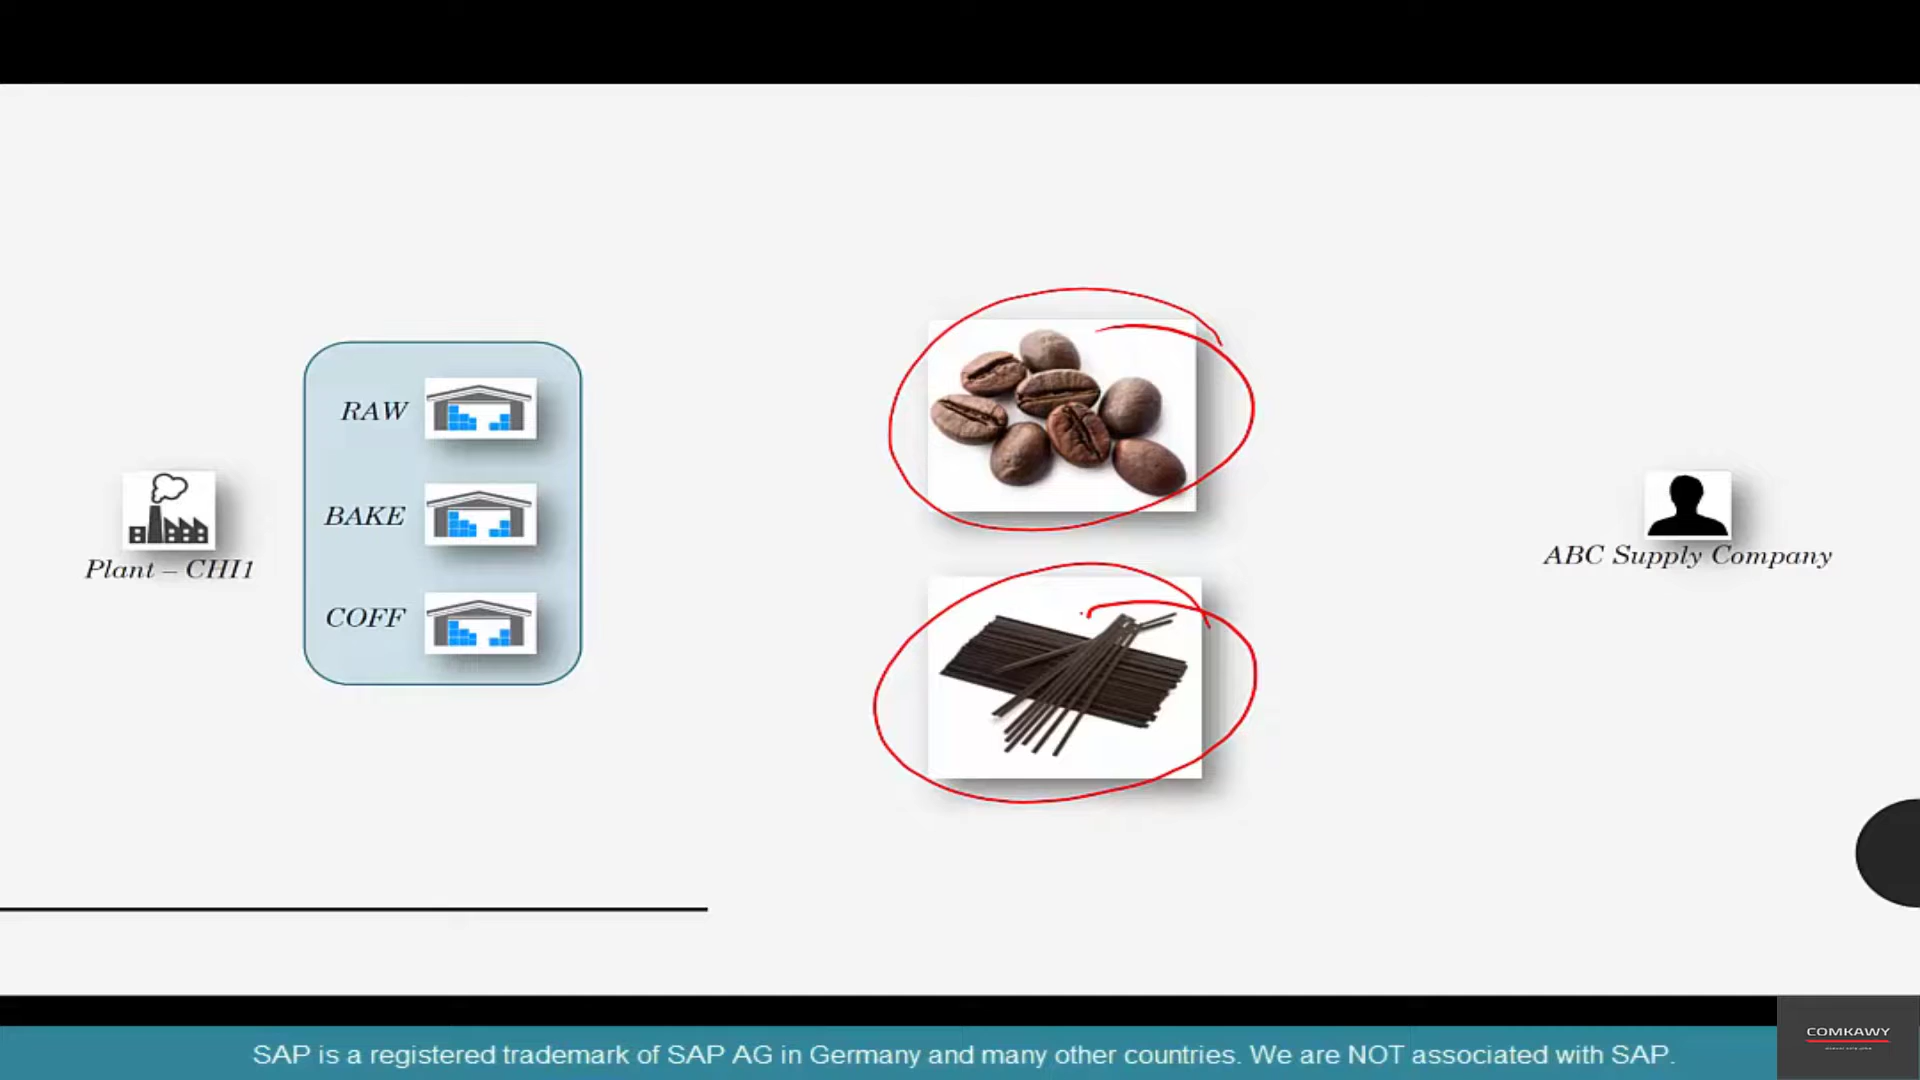 RAW
BAKE
COFF
Plant – CHI1
ABC Supply Company
COMKAWY
SAP is a registered trademark of SAP AG in Germany and many other countries. We are NOT associated with SAP.